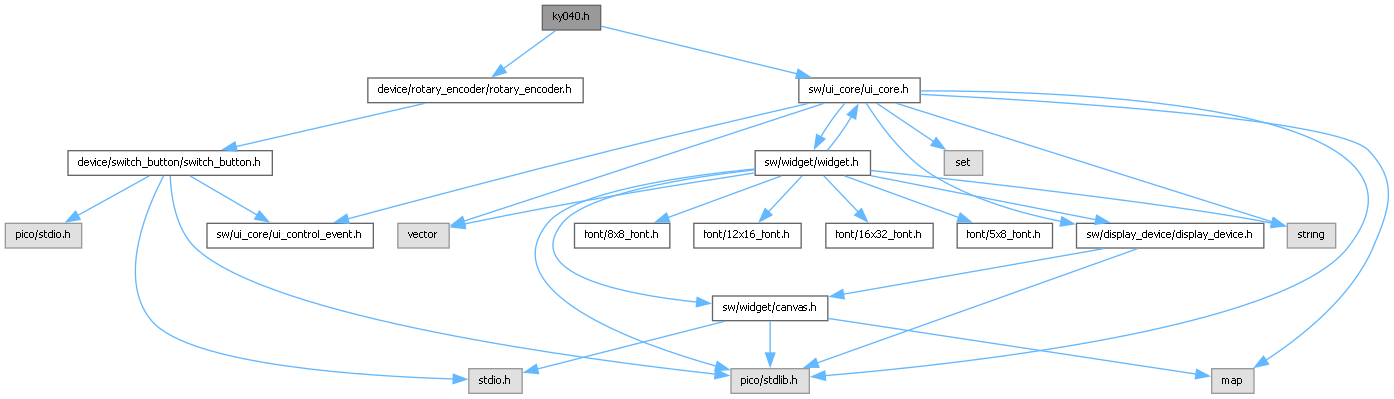 ky040.h
device/rotary_encoder/rotary_encoder.h
sw/ui_core/ui_core.h
device/switch_button/switch_button.h
sw/widget/widget.h
set
pico/stdio.h
sw/ui_core/ui_control_event.h
vector
font/8x8_font.h
font/12x16_font.h
font/16x32_font.h
font/5x8_font.h
sw/display_device/display_device.h
string
sw/widget/canvas.h
stdio.h
pico/stdlib.h
map